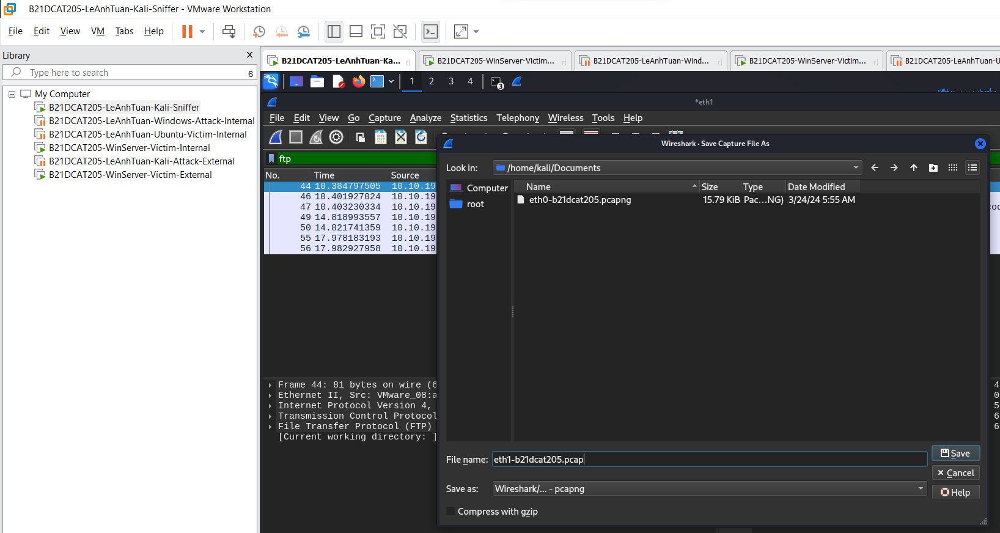 B21DCAT205-LeAnhTuan-Kali-Sniffer - VMware Workstation
File Edit View VM Tabs Help
Library
Type here to search 6
My Computer
B21DCAT205-LeAnhTuan-Kali-Sniffer
B21DCAT205-LeAnhTuan-Windows-Attack-Internal
B21DCAT205-LeAnhTuan-Ubuntu-Victim-Internal
B21DCAT205-WinServer-Victim-Internal
B21DCAT205-LeAnhTuan-Kali-Attack-External
B21DCAT205-WinServer-Victim-External
B21DCAT205-LeAnhTuan-Ka... B21DCAT205-WinServer-Victim... B21DCAT205-LeAnhTuan-Wind... B21DCAT205-WinServer-Victim... B21DCAT205-LeAnhTuan-U
1 2 3 4 3
*eth1
File Edit View Go Capture Analyze Statistics Telephony Wireless Tools Help
ftp
No. Time Source
44 10.384797505 10.10.19
46 10.401927024 10.10.19
47 10.403230334 10.10.19
49 14.818993557 10.10.19
50 14.821741359 10.10.19
55 17.978183193 10.10.19
56 17.982927958 10.10.19
Frame 44: 81 bytes on wire (6
Ethernet II, Src: VMware_08:a
Internet Protocol Version 4,
Transmission Control Protocol
File Transfer Protocol (FTP)
[Current working directory: ]
4
0
5
6
6
Wireshark · Save Capture File As
Look in: /home/kali/Documents
Computer
root
Name Size Type Date Modified
eth0-b21dcat205.pcapng 15.79 KiB Pac...NG) 3/24/24 5:55 AM
File name: eth1-b21dcat205.pcap
Save
Cancel
Save as: Wireshark/... - pcapng
Help
Compress with gzip